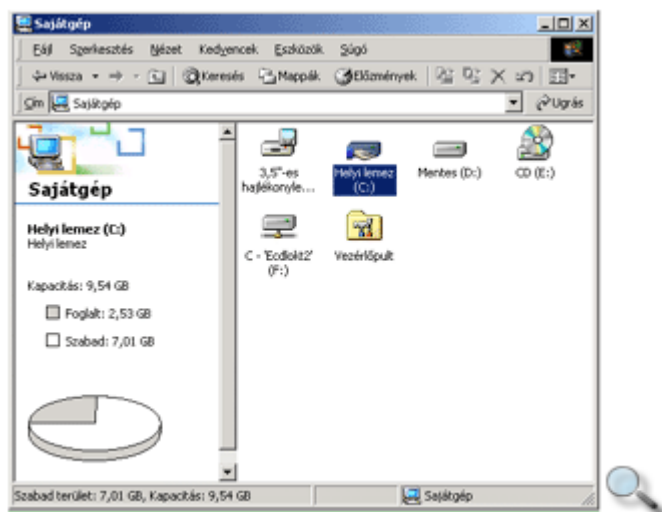 Sajátgép
Fájl Szerkesztés Nézet Kedvencek Eszközök Súgó
Vissza Keresés Mappák Előzmények
Cím Sajátgép Ugrás
Sajátgép
Helyi lemez (C:)
Helyi lemez
Kapacitás: 9,54 GB
Foglalt: 2,53 GB
Szabad: 7,01 GB
3,5"-es
hajlékonyle...
Helyi lemez
(C:)
Mentes (D:)
CD (E:)
C - 'Ecdlokt2'
(F:)
Vezérlőpult
Szabad terület: 7,01 GB, Kapacitás: 9,54 GB Sajátgép